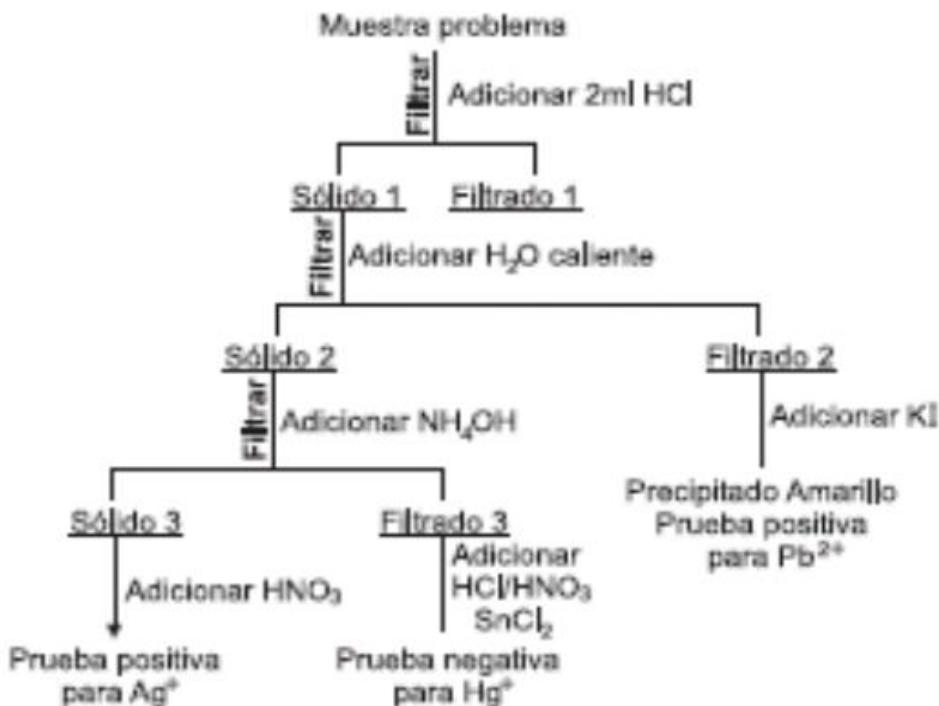 Muestra problema
Filtrar
Adicionar 2ml HCl
Sólido 1
Filtrado 1
Filtrar
Adicionar H₂O caliente
Sólido 2
Filtrado 2
Filtrar
Adicionar NH₄OH
Adicionar KI
Sólido 3
Filtrado 3
Precipitado Amarillo
Prueba positiva
para Pb²⁺
Adicionar HNO₃
Adicionar
HCl/HNO₃
SnCl₂
Prueba positiva
para Ag⁺
Prueba negativa
para Hg⁺